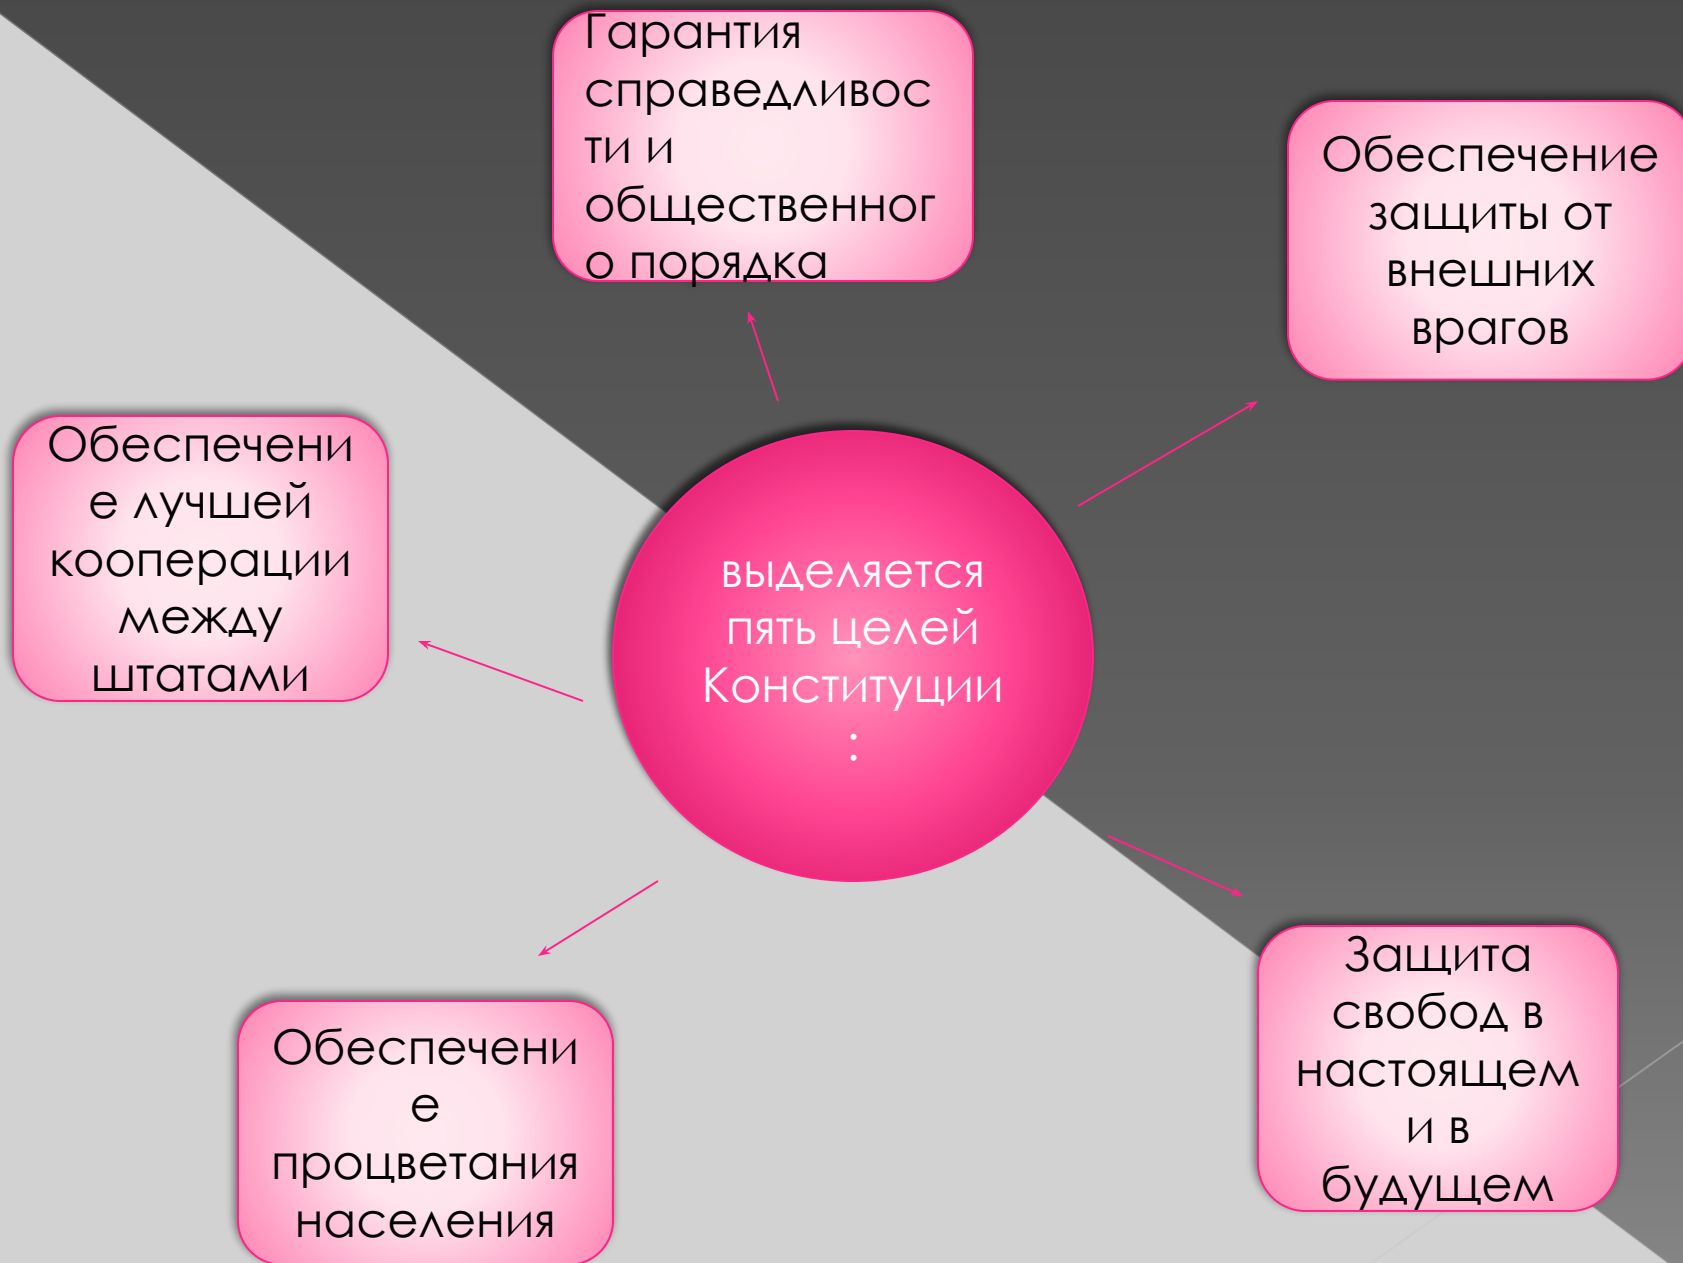 Гарантия
справедливос
ти и
общественног
о порядка
Обеспечение
защиты от
внешних
врагов
Обеспечени
е лучшей
кооперации
между
штатами
выделяется
пять целей
Конституции
:
Защита
свобод в
настоящем
и в
будущем
Обеспечени
е
процветания
населения